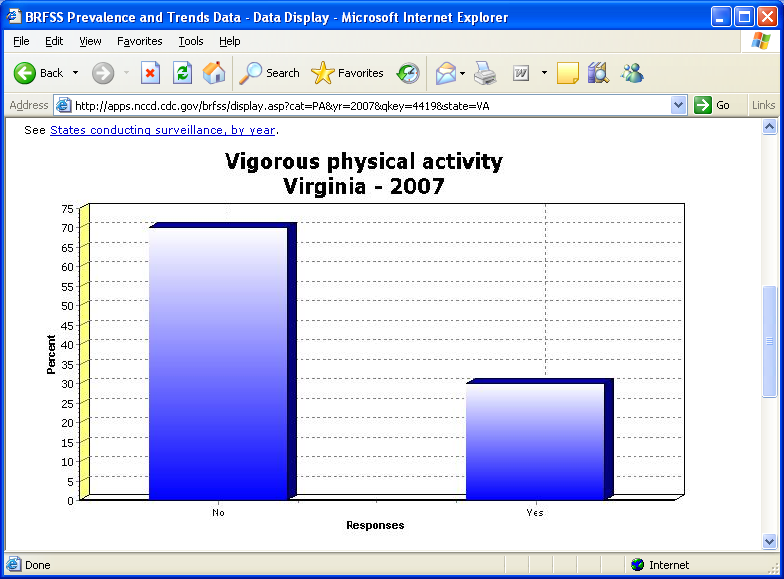 BRFSS Prevalence and Trends Data - Data Display - Microsoft Internet Explorer
File Edit View Favorites Tools Help
Back Search Favorites W
Address http://apps.nccd.cdc.gov/brfss/display.asp?cat=PA&yr=2007&qkey=4419&state=VA Go Links
See States conducting surveillance, by year.
Vigorous physical activity
Virginia - 2007
75
70
65
60
55
50
45
40
35
30
25
20
15
10
5
0
Percent
No Yes
Responses
Done Internet